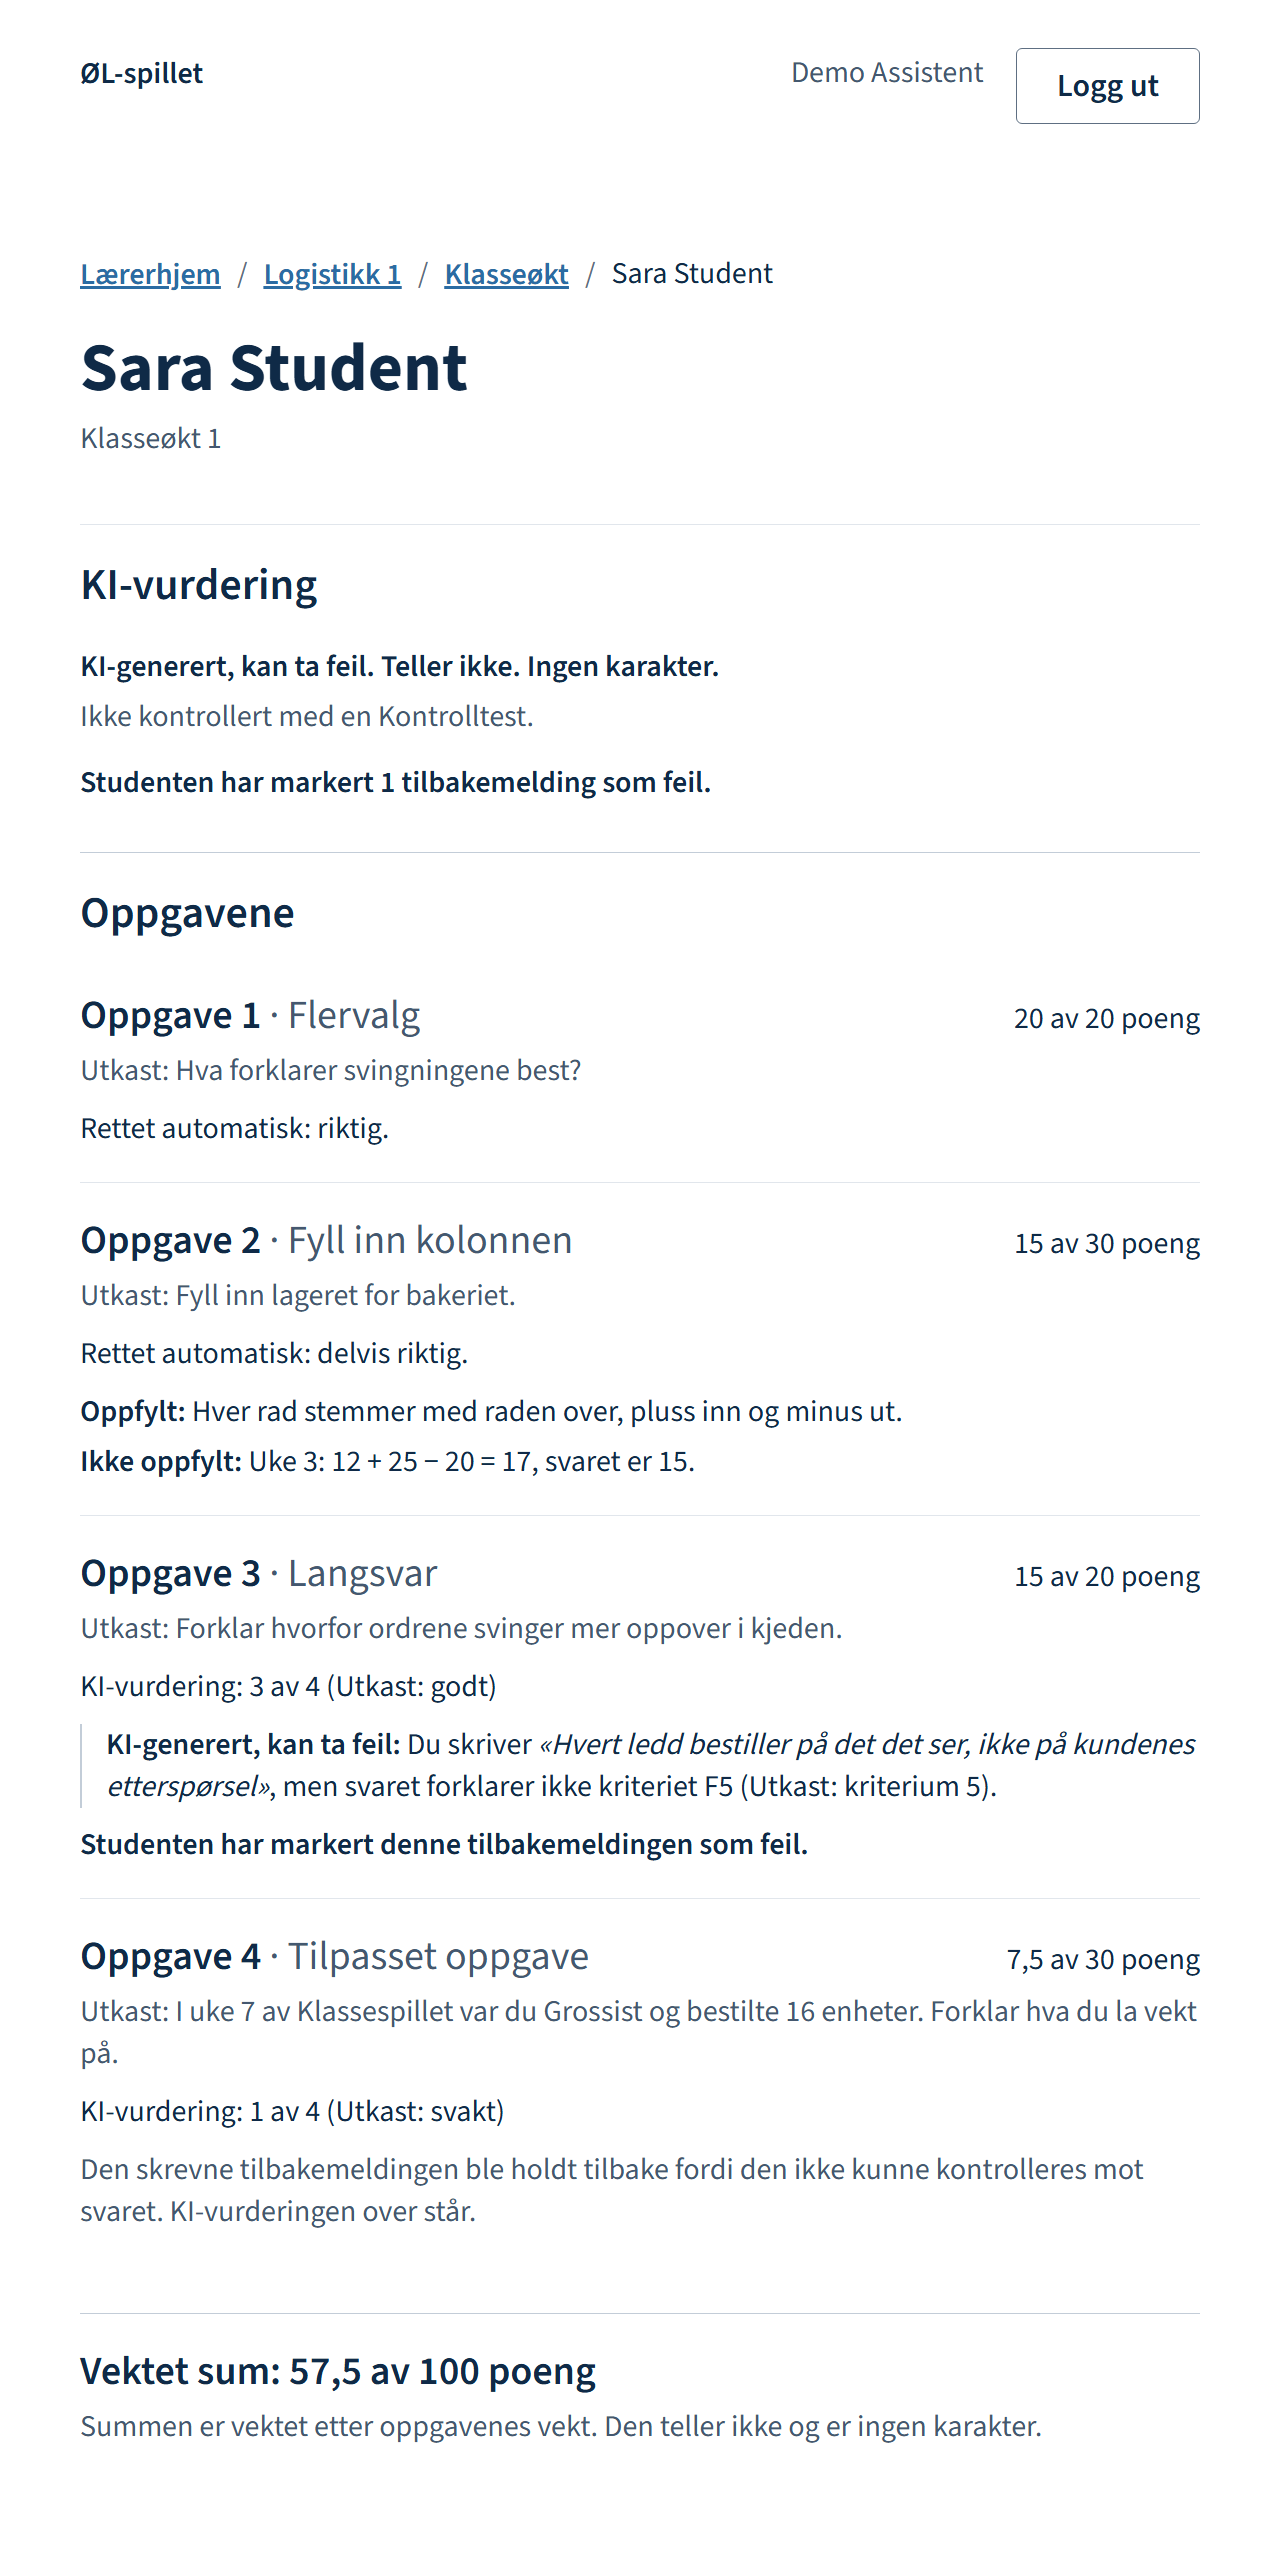 ØL-spillet
Demo Assistent
Logg ut
Lærerhjem / Logistikk 1 / Klasseøkt / Sara Student
Sara Student
Klasseøkt 1
KI-vurdering
KI-generert, kan ta feil. Teller ikke. Ingen karakter.
Ikke kontrollert med en Kontrolltest.
Studenten har markert 1 tilbakemelding som feil.
Oppgavene
Oppgave 1 · Flervalg
20 av 20 poeng
Utkast: Hva forklarer svingningene best?
Rettet automatisk: riktig.
Oppgave 2 · Fyll inn kolonnen
15 av 30 poeng
Utkast: Fyll inn lageret for bakeriet.
Rettet automatisk: delvis riktig.
Oppfylt: Hver rad stemmer med raden over, pluss inn og minus ut.
Ikke oppfylt: Uke 3: 12 + 25 − 20 = 17, svaret er 15.
Oppgave 3 · Langsvar
15 av 20 poeng
Utkast: Forklar hvorfor ordrene svinger mer oppover i kjeden.
KI-vurdering: 3 av 4 (Utkast: godt)
KI-generert, kan ta feil: Du skriver «Hvert ledd bestiller på det det ser, ikke på kundenes
etterspørsel», men svaret forklarer ikke kriteriet F5 (Utkast: kriterium 5).
Studenten har markert denne tilbakemeldingen som feil.
Oppgave 4 · Tilpasset oppgave
7,5 av 30 poeng
Utkast: I uke 7 av Klassespillet var du Grossist og bestilte 16 enheter. Forklar hva du la vekt
på.
KI-vurdering: 1 av 4 (Utkast: svakt)
Den skrevne tilbakemeldingen ble holdt tilbake fordi den ikke kunne kontrolleres mot
svaret. KI-vurderingen over står.
Vektet sum: 57,5 av 100 poeng
Summen er vektet etter oppgavenes vekt. Den teller ikke og er ingen karakter.